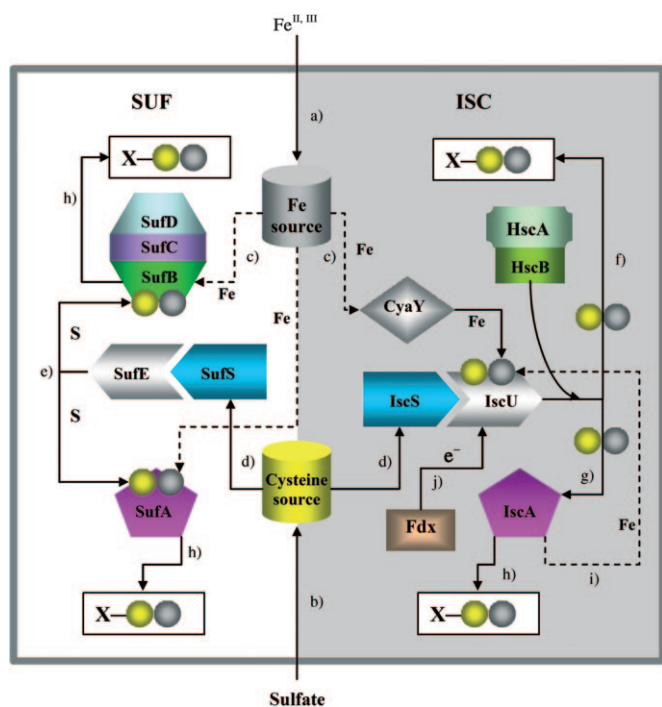 Fe II, III
SUF
ISC
a)
X
X
h)
Fe
source
SufD
SufC
SufB
HscA
HscB
f)
c)
c)
Fe
Fe
CyaY
Fe
Fe
S
e)
SufE
SufS
IscS
IscU
S
d)
Cysteine
source
d)
e–
j)
g)
SufA
Fdx
IscA
Fe
h)
h)
i)
X
b)
X
Sulfate